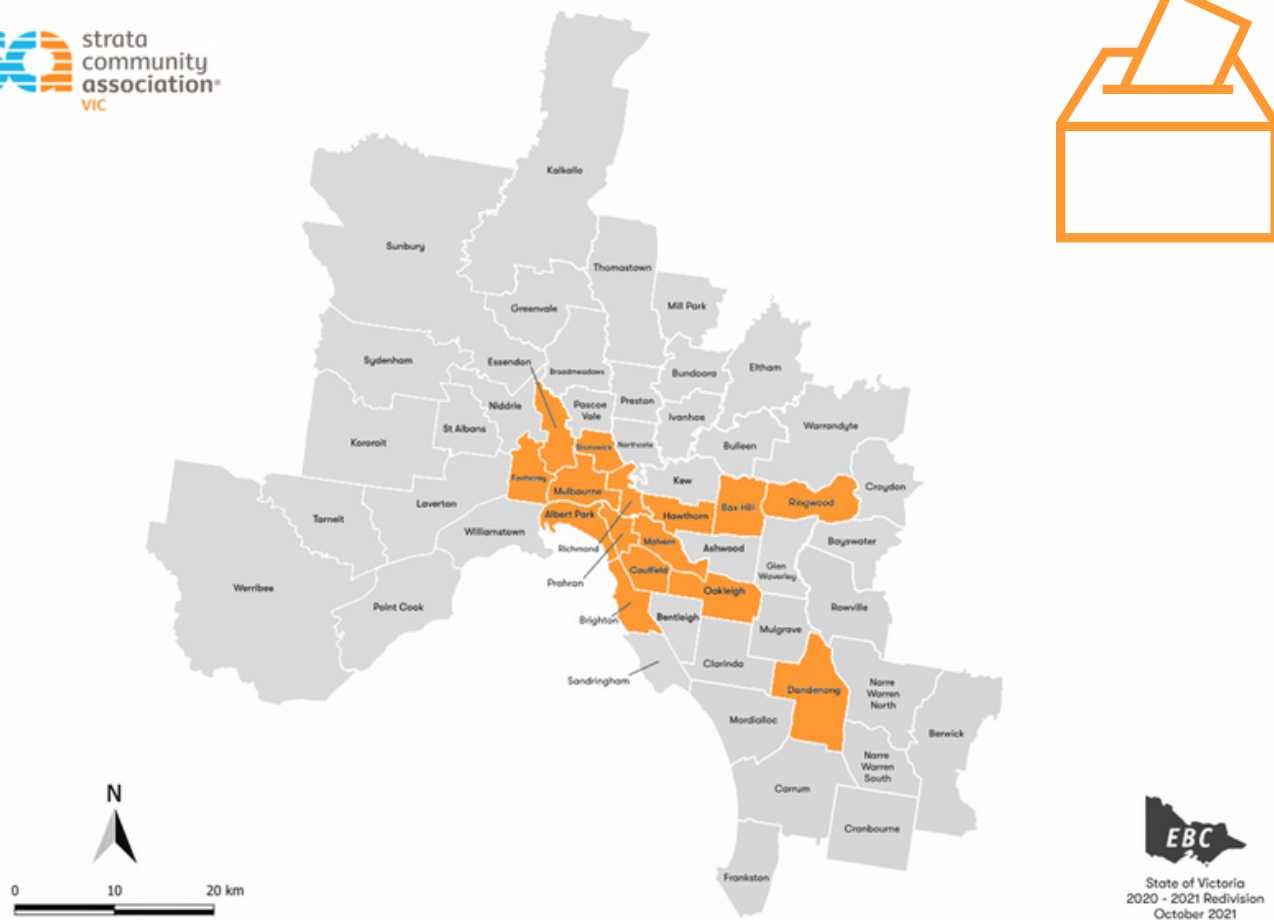 strata
community
association®
VIC
Kalkallo
Sunbury
Thomastown
Mill Park
Greenvale
Sydenham
Essendon
Broadmeadows
Bundoora
Eltham
Niddrie
Pascoe
Vale
Preston
Ivanhoe
St Albans
Kororoit
Brunswick
Northcote
Bulleen
Warrandyte
Footscray
Melbourne
Kew
Croydon
Laverton
Tarneit
Albert Park
Hawthorn
Box Hill
Ringwood
Williamstown
Richmond
Malvern
Ashwood
Bayswater
Prahran
Caulfield
Glen
Waverley
Werribee
Point Cook
Oakleigh
Rowville
Brighton
Bentleigh
Mulgrave
Sandringham
Clarinda
Dandenong
Narre
Warren
North
Mordialloc
Berwick
Narre
Warren
South
Carrum
Cranbourne
Frankston
N
0 10 20 km
EBC
State of Victoria
2020 - 2021 Redivision
October 2021